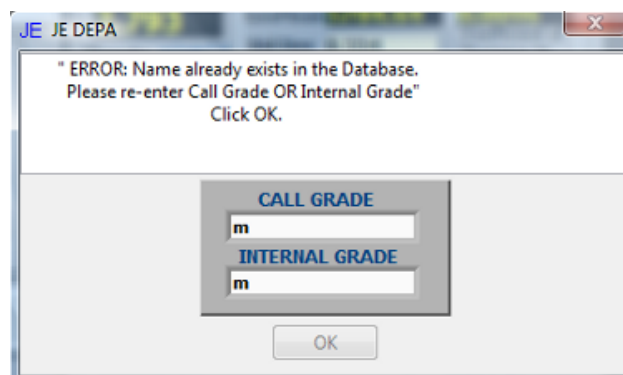 JE JE DEPA
" ERROR: Name already exists in the Database.
Please re-enter Call Grade OR Internal Grade"
Click OK.
CALL GRADE
m
INTERNAL GRADE
m
OK